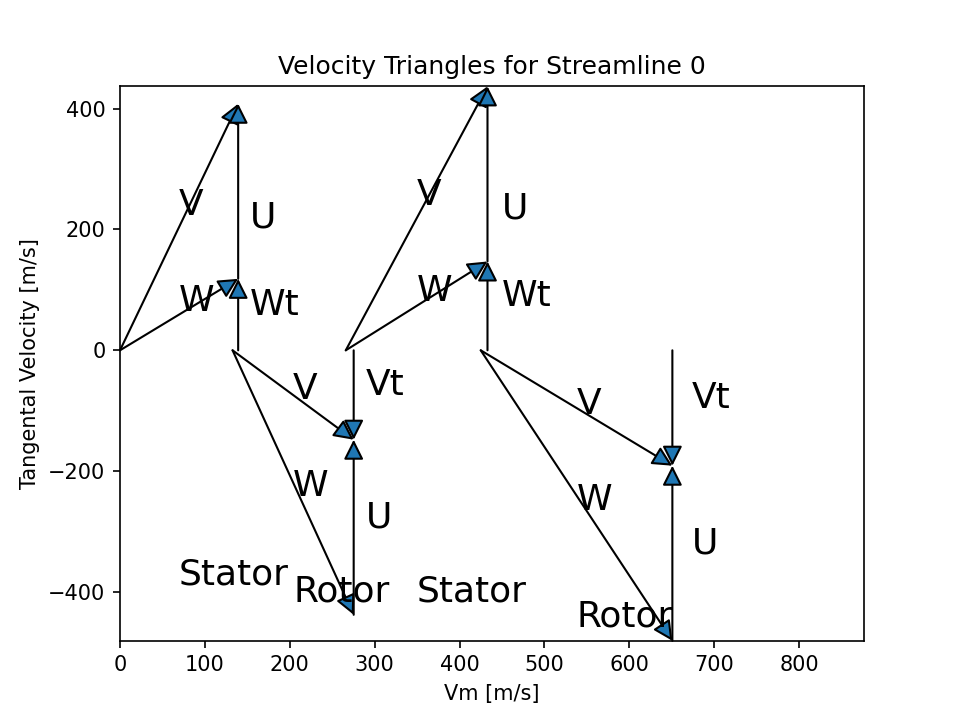 Velocity Triangles for Streamline 0
Tangental Velocity [m/s]
400
200
0
−200
−400
V
U
W
Wt
V
U
W
Wt
V
Vt
W
U
V
Vt
W
U
Stator
Rotor
Stator
Rotor
0 100 200 300 400 500 600 700 800
Vm [m/s]